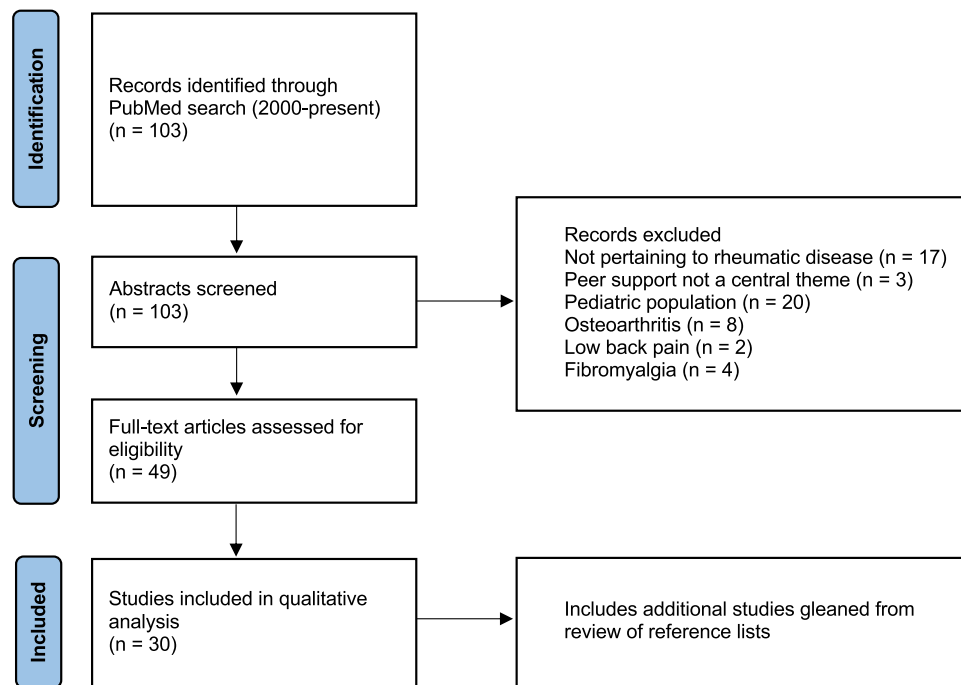 Identification
Records identified through
PubMed search (2000-present)
(n = 103)
Screening
Abstracts screened
(n = 103)
Records excluded
Not pertaining to rheumatic disease (n = 17)
Peer support not a central theme (n = 3)
Pediatric population (n = 20)
Osteoarthritis (n = 8)
Low back pain (n = 2)
Fibromyalgia (n = 4)
Full-text articles assessed for
eligibility
(n = 49)
Included
Studies included in qualitative
analysis
(n = 30)
Includes additional studies gleaned from
review of reference lists